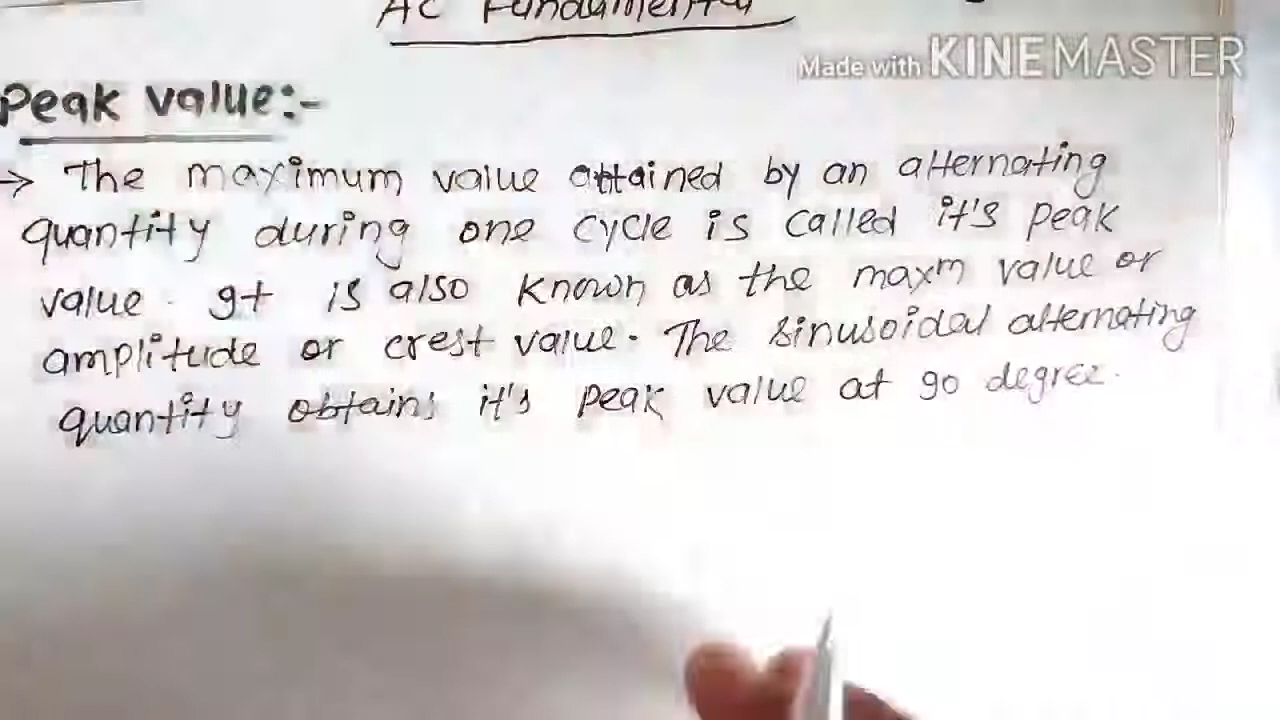 AC Fundamental
Made with KINEMASTER
Peak value:-
→ The maximum value attained by an alternating
quantity during one cycle is called it's peak
value. It is also known as the maxm value or
amplitude or crest value. The sinusoidal alternating
quantity obtains it's peak value at 90 degree.